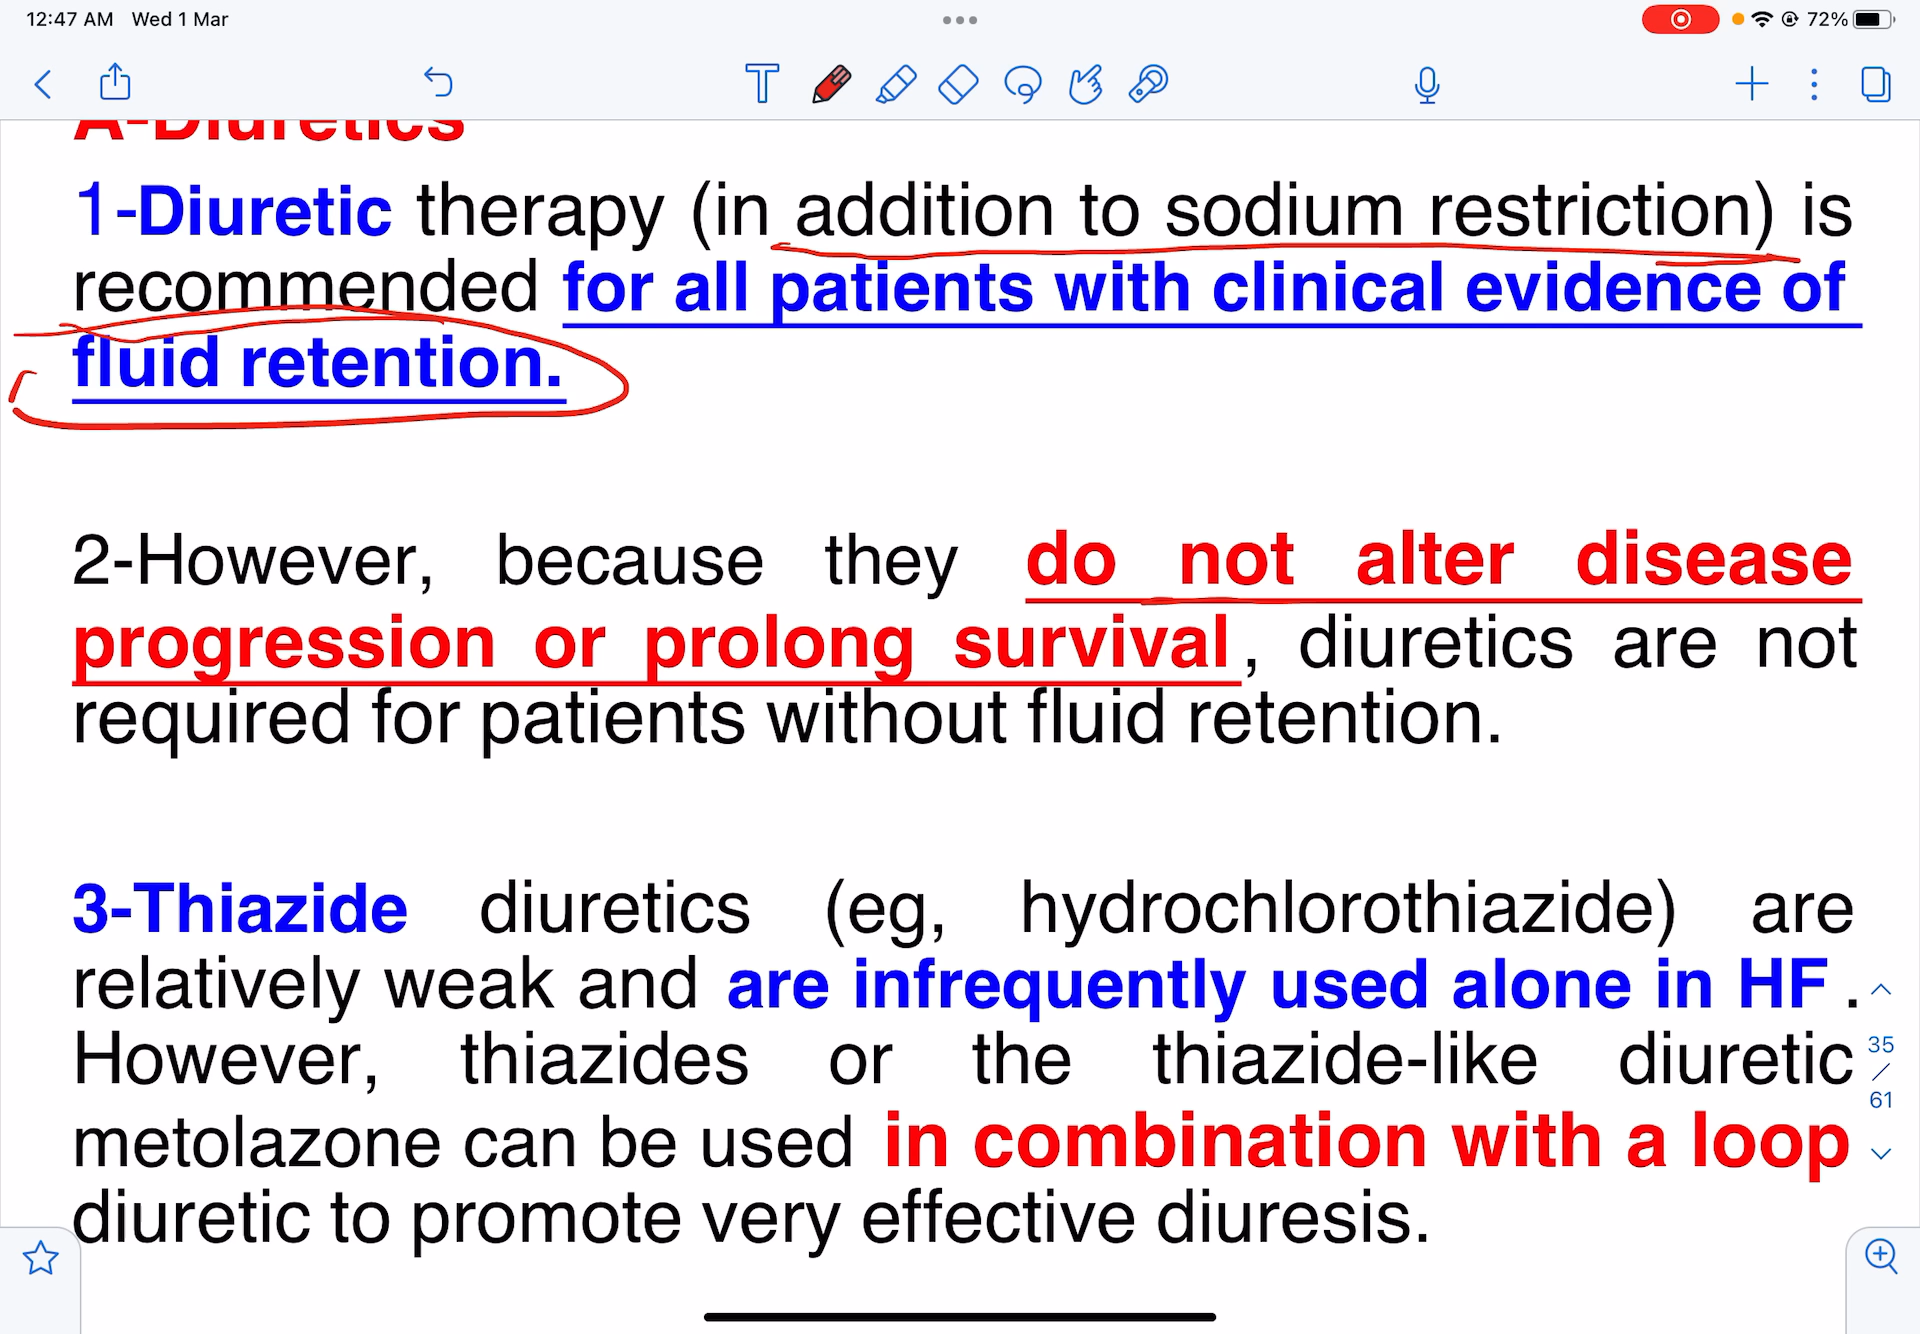 12:47 AM Wed 1 Mar
72%
A-Diuretics
1-Diuretic therapy (in addition to sodium restriction) is
recommended for all patients with clinical evidence of
fluid retention.
2-However, because they do not alter disease
progression or prolong survival, diuretics are not
required for patients without fluid retention.
3-Thiazide diuretics (eg, hydrochlorothiazide) are
relatively weak and are infrequently used alone in HF .
However, thiazides or the thiazide-like diuretic
metolazone can be used in combination with a loop
diuretic to promote very effective diuresis.
35
/
61